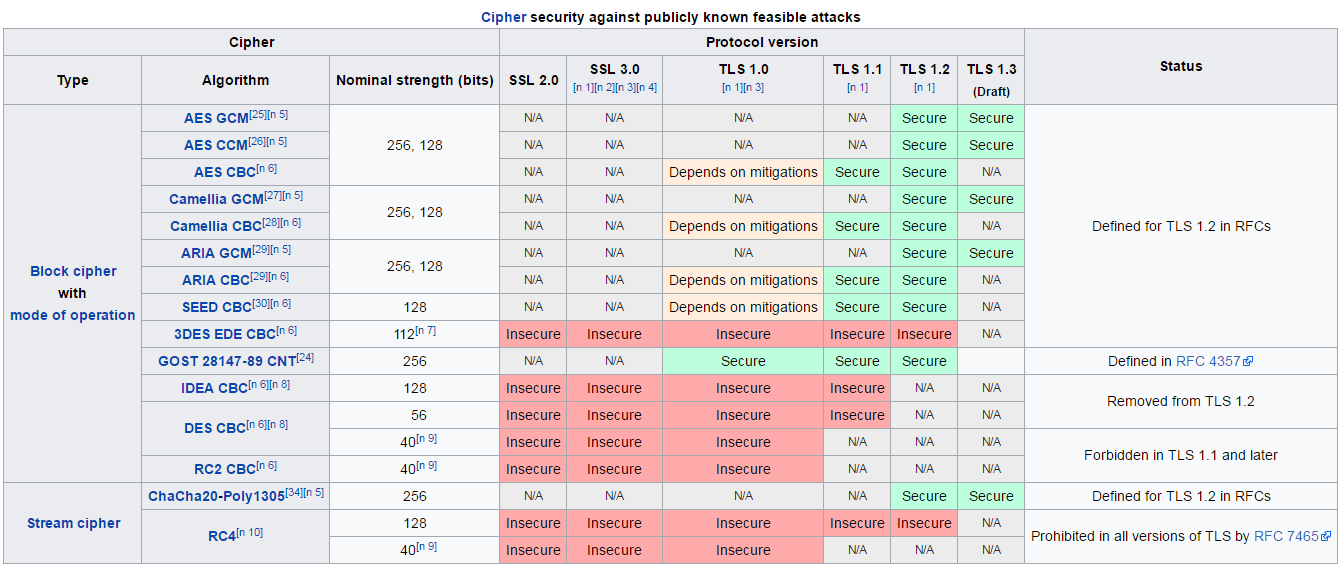 Cipher security against publicly known feasible attacks
Cipher Protocol version Status
Type Algorithm Nominal strength (bits) SSL 2.0 SSL 3.0 [n 1][n 2][n 3][n 4] TLS 1.0 [n 1][n 3] TLS 1.1 [n 1] TLS 1.2 [n 1] TLS 1.3 (Draft)
Block cipher with mode of operation AES GCM[25][n 5] 256, 128 N/A N/A N/A N/A Secure Secure Defined for TLS 1.2 in RFCs
AES CCM[26][n 5] N/A N/A N/A N/A Secure Secure
AES CBC[n 6] N/A N/A Depends on mitigations Secure Secure N/A
Camellia GCM[27][n 5] 256, 128 N/A N/A N/A N/A Secure Secure
Camellia CBC[28][n 6] N/A N/A Depends on mitigations Secure Secure N/A
ARIA GCM[29][n 5] 256, 128 N/A N/A N/A N/A Secure Secure
ARIA CBC[29][n 6] N/A N/A Depends on mitigations Secure Secure N/A
SEED CBC[30][n 6] 128 N/A N/A Depends on mitigations Secure Secure N/A
3DES EDE CBC[n 6] 112[n 7] Insecure Insecure Insecure Insecure Insecure N/A
GOST 28147-89 CNT[24] 256 N/A N/A Secure Secure Secure Defined in RFC 4357
IDEA CBC[n 6][n 8] 128 Insecure Insecure Insecure Insecure N/A N/A Removed from TLS 1.2
DES CBC[n 6][n 8] 56 Insecure Insecure Insecure Insecure N/A N/A
40[n 9] Insecure Insecure Insecure N/A N/A N/A Forbidden in TLS 1.1 and later
RC2 CBC[n 6] 40[n 9] Insecure Insecure Insecure N/A N/A N/A
Stream cipher ChaCha20-Poly1305[34][n 5] 256 N/A N/A N/A N/A Secure Secure Defined for TLS 1.2 in RFCs
RC4[n 10] 128 Insecure Insecure Insecure Insecure Insecure N/A Prohibited in all versions of TLS by RFC 7465
40[n 9] Insecure Insecure Insecure N/A N/A N/A